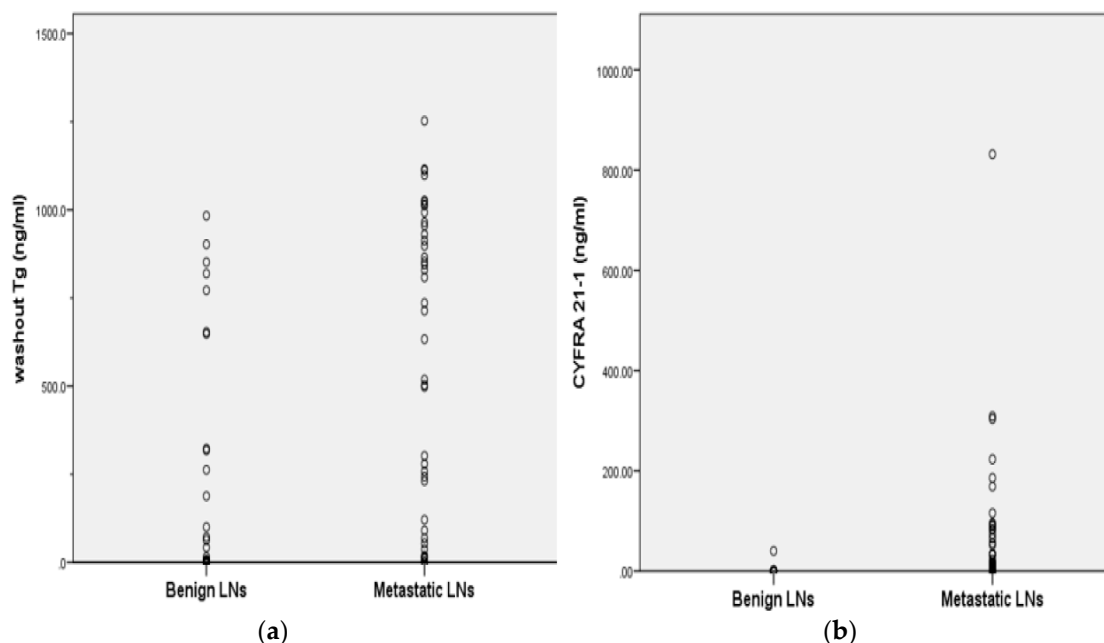 washout Tg (ng/ml)
1500.0
1000.0
500.0
.0
Benign LNs
Metastatic LNs
(a)
CYFRA 21-1 (ng/ml)
1000.00
800.00
600.00
400.00
200.00
.00
Benign LNs
Metastatic LNs
(b)